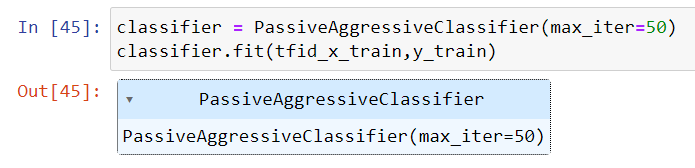 In [45]: classifier = PassiveAggressiveClassifier(max_iter=50)
classifier.fit(tfid_x_train,y_train)
Out[45]: ▾ PassiveAggressiveClassifier
PassiveAggressiveClassifier(max_iter=50)